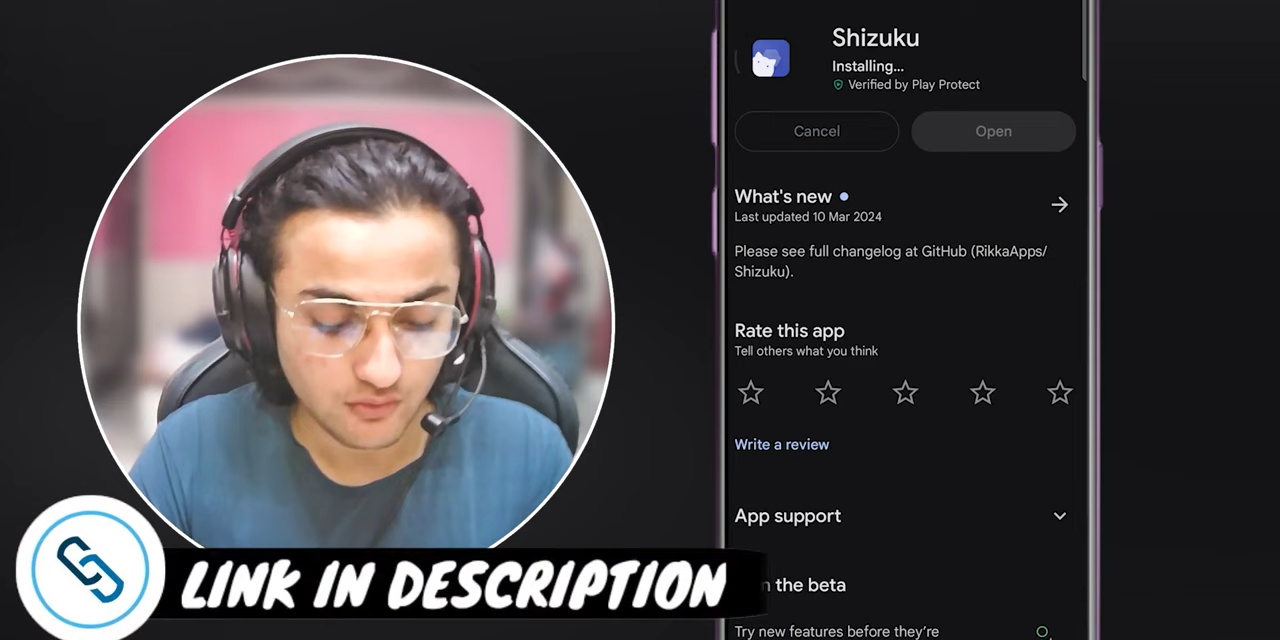 Shizuku
Installing...
Verified by Play Protect
Cancel
Open
What's new
Last updated 10 Mar 2024
Please see full changelog at GitHub (RikkaApps/
Shizuku).
Rate this app
Tell others what you think
Write a review
App support
n the beta
Try new features before they're
LINK IN DESCRIPTION